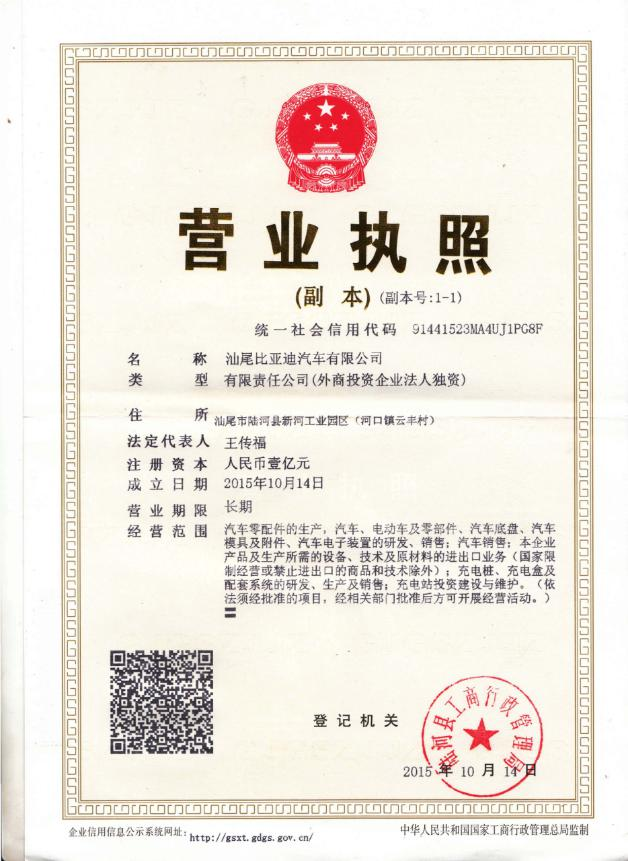 营业执照
(副 本) (副本号:1-1)
统一社会信用代码 91441523MA4UJ1PG8F
名 称 汕尾比亚迪汽车有限公司
类 型 有限责任公司(外商投资企业法人独资)
住 所 汕尾市陆河县新河工业园区（河口镇云丰村）
法定代表人 王传福
注册资本 人民币壹亿元
成立日期 2015年10月14日
营业期限 长期
经营范围 汽车零配件的生产，汽车、电动车及零部件、汽车底盘、汽车
模具及附件、汽车电子装置的研发、销售；汽车销售；本企业
产品及生产所需的设备、技术及原材料的进出口业务（国家限
制经营或禁止进出口的商品和技术除外）；充电桩、充电盒及
配套系统的研发、生产及销售；充电站投资建设与维护。（依
法须经批准的项目，经相关部门批准后方可开展经营活动。）
登记机关
陆河县工商行政管理局
2015 年 10 月 14 日
企业信用信息公示系统网址: http://gsxt.gdgs.gov.cn/
中华人民共和国国家工商行政管理总局监制